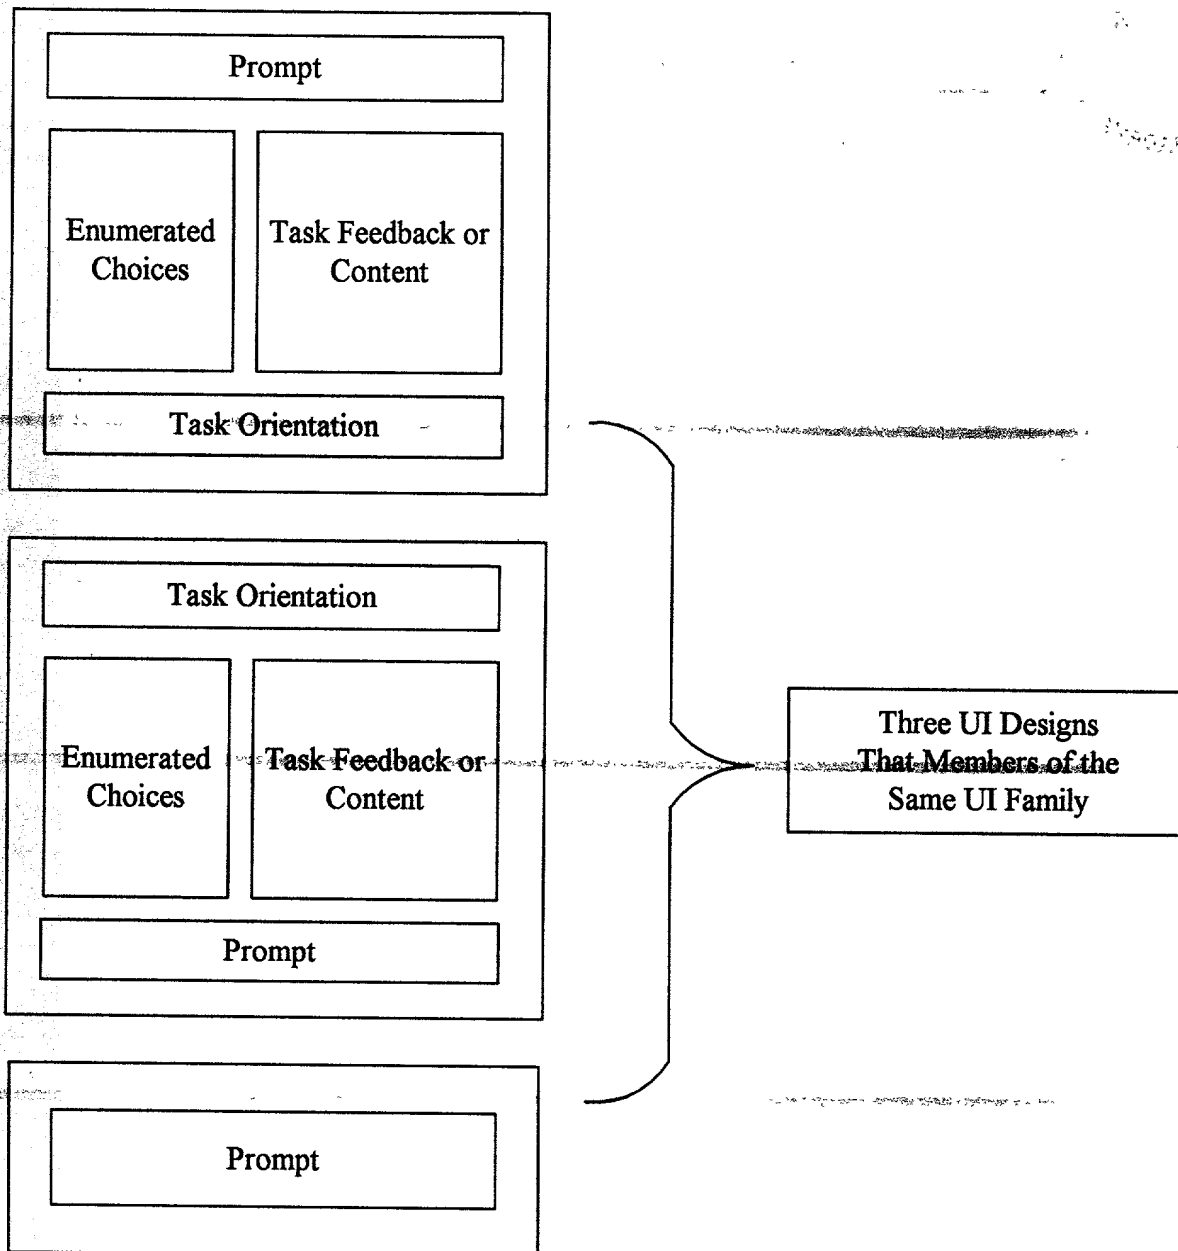 Prompt
Enumerated
Choices
Task Feedback or
Content
Task Orientation
Task Orientation
Enumerated
Choices
Task Feedback or
Content
Prompt
Prompt
Three UI Designs
That Members of the
Same UI Family